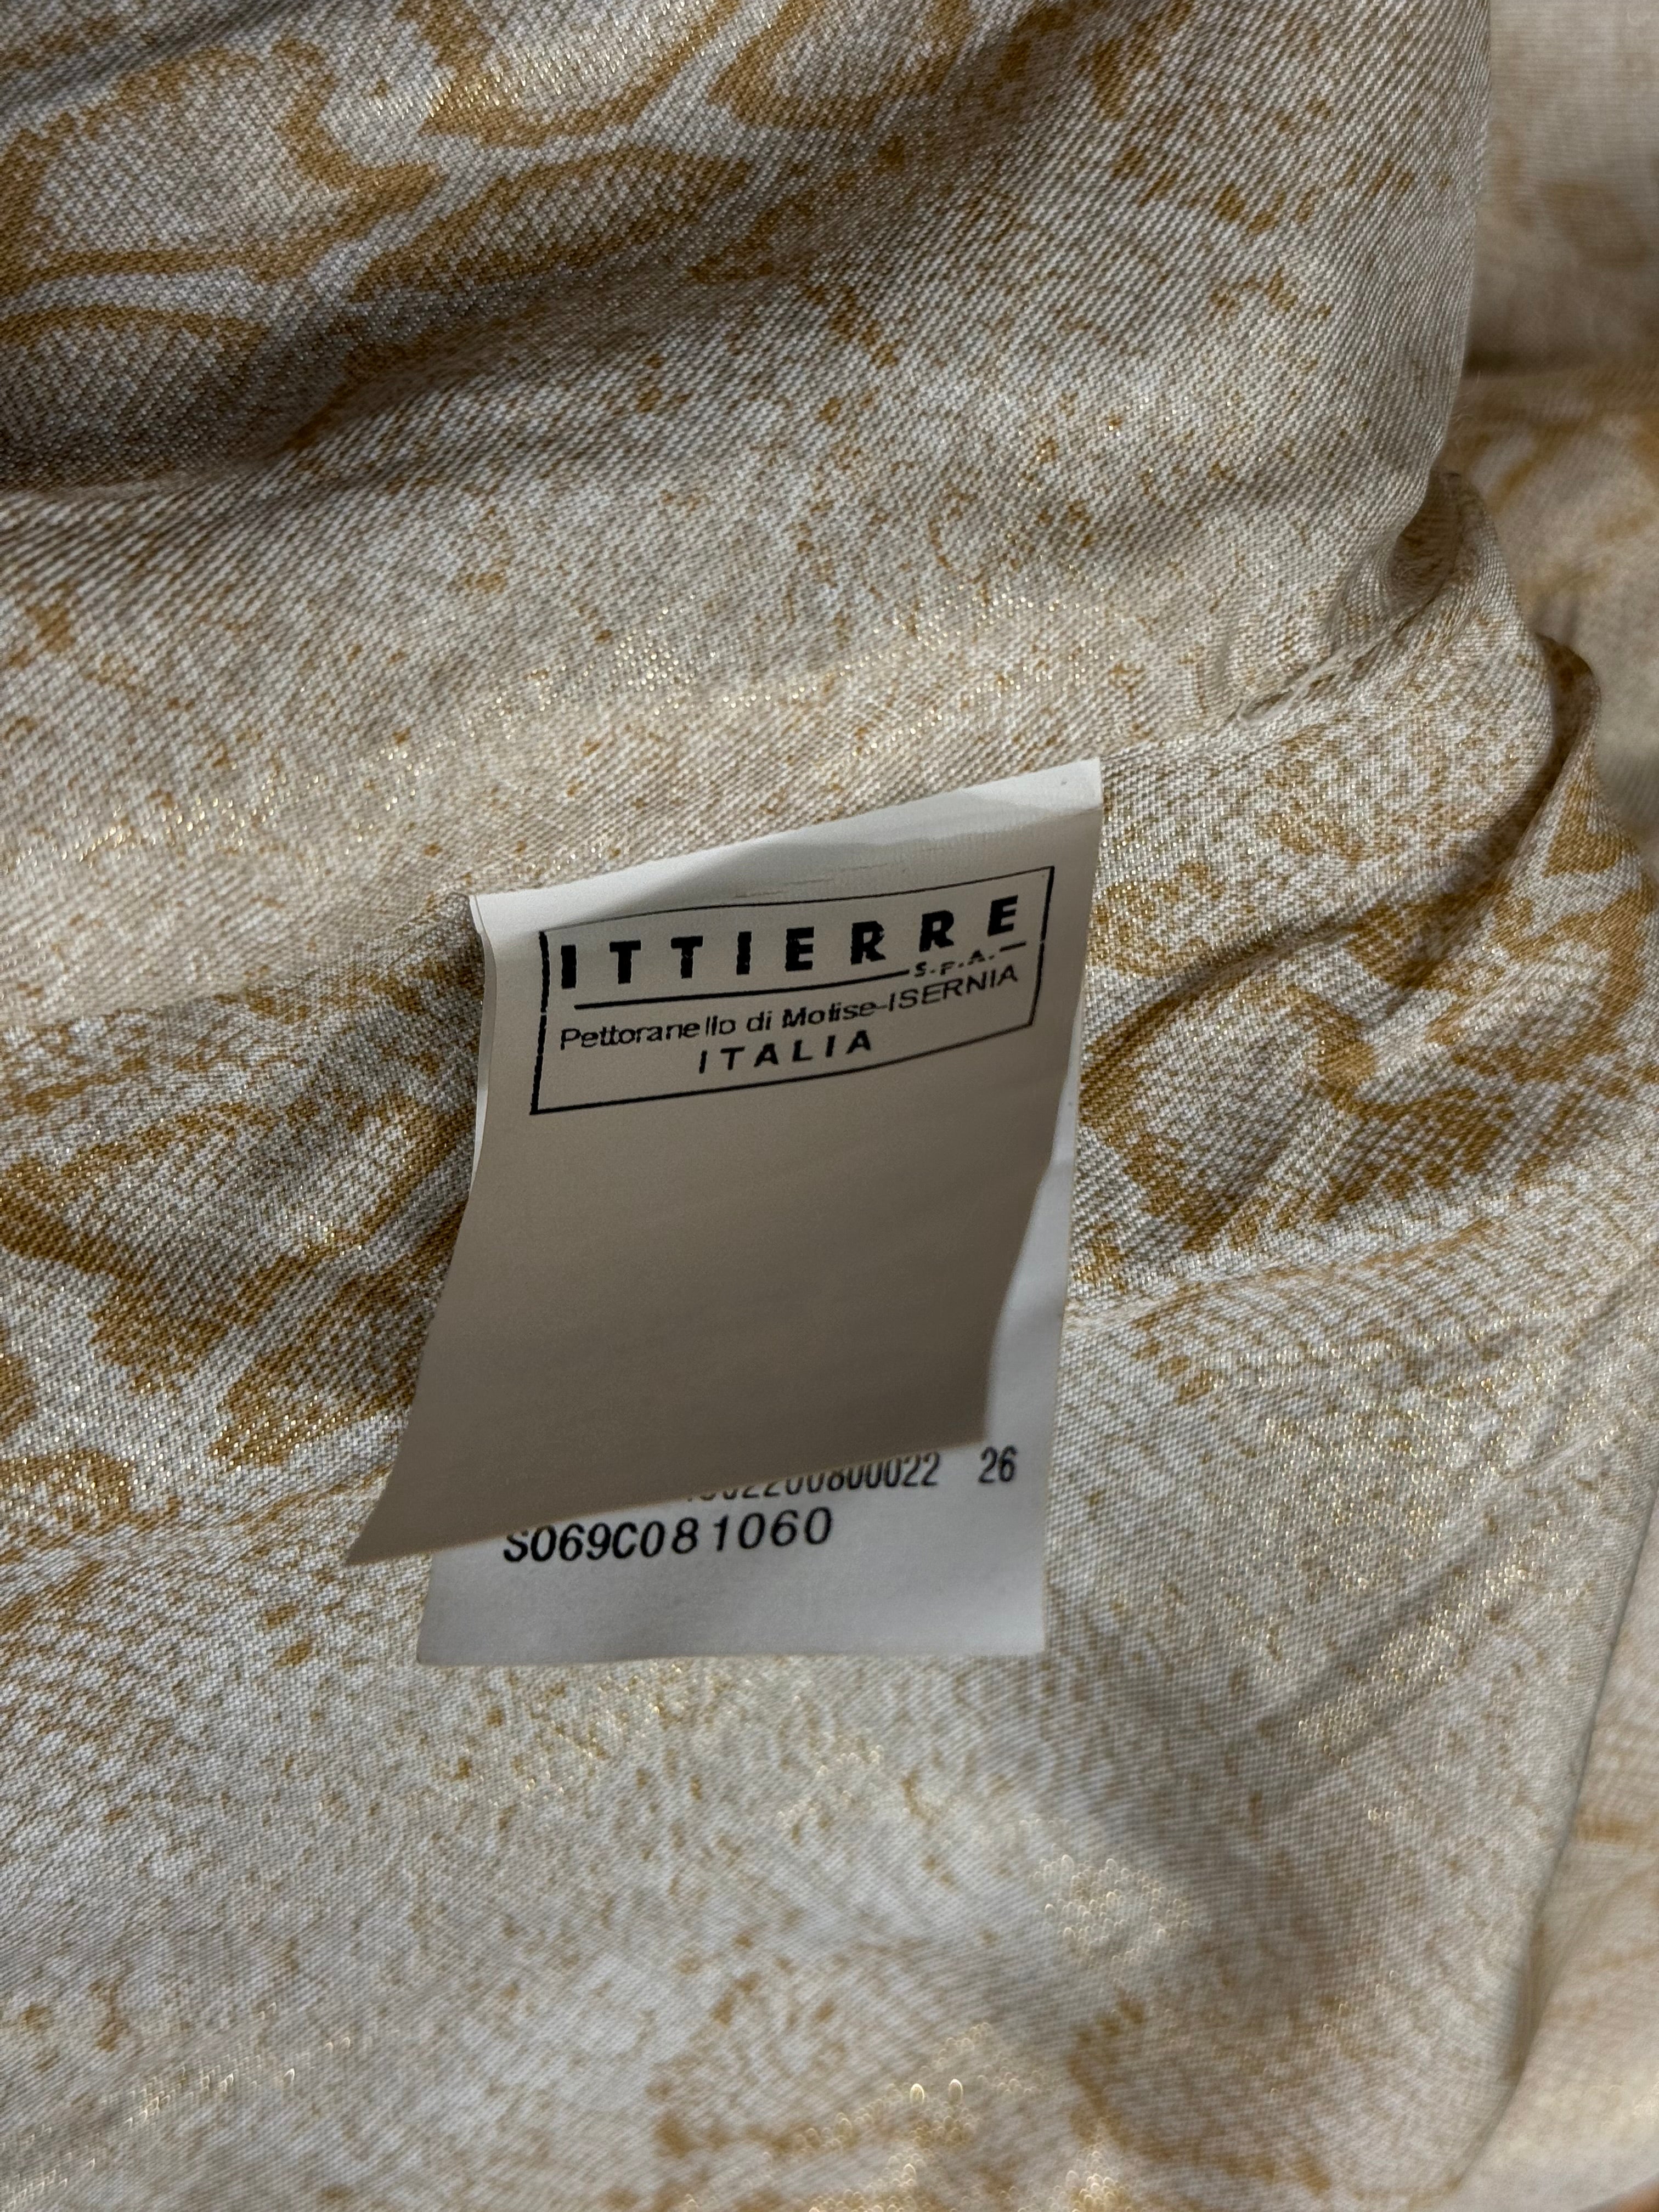 ITTIERRE
S.P.A.
Pettoranello di Molise-ISERNIA
ITALIA
26
S069C081060